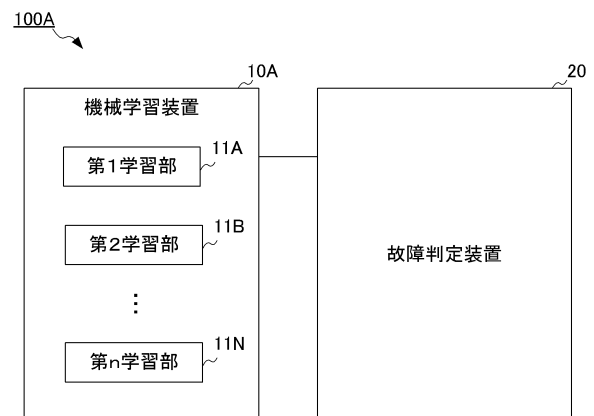 100A
10A
20
機械学習装置
第1学習部
11A
第2学習部
11B
故障判定装置
⋮
第n学習部
11N